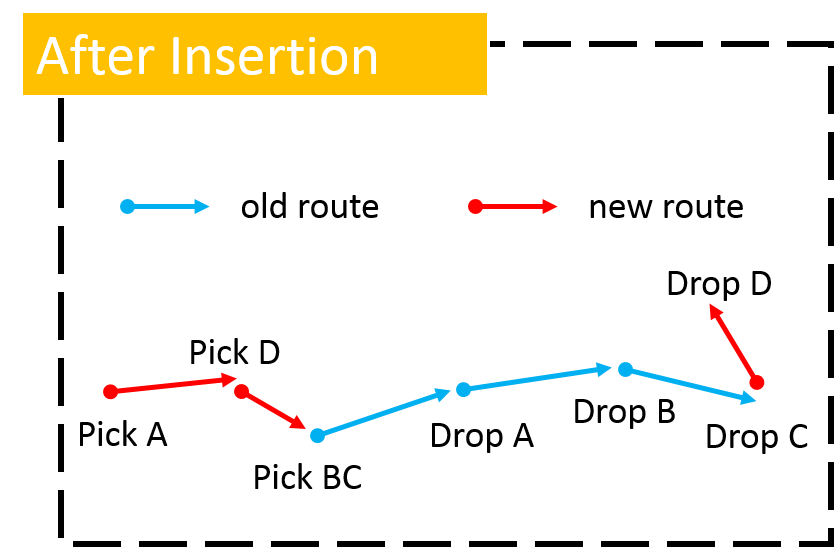 After Insertion
old route
new route
Drop D
Pick D
Pick A
Pick BC
Drop A
Drop B
Drop C